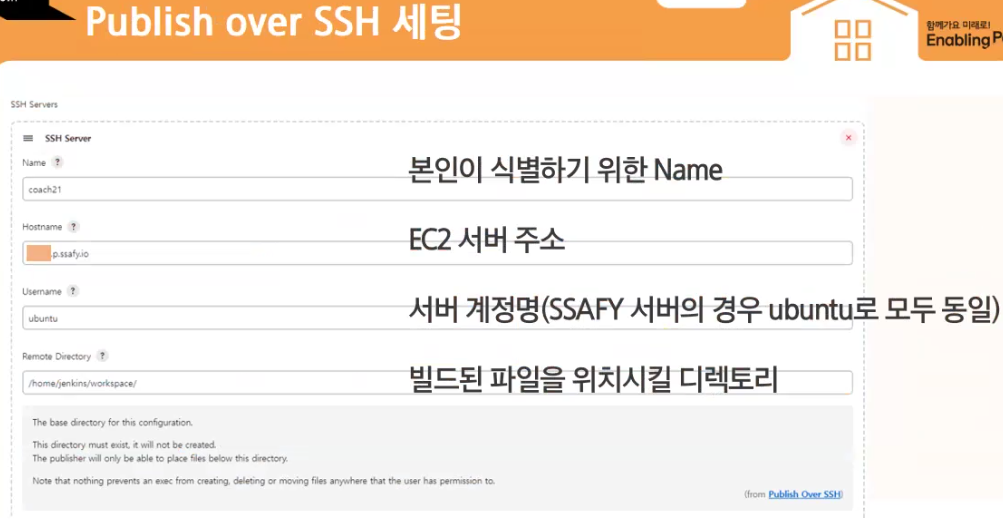 Publish over SSH 세팅
함께가요 미래로!
Enabling
SSH Servers
SSH Server
Name ?
본인이 식별하기 위한 Name
coach21
Hostname ?
EC2 서버 주소
.p.ssafy.io
Username ?
서버 계정명(SSAFY 서버의 경우 ubuntu로 모두 동일)
ubuntu
Remote Directory ?
빌드된 파일을 위치시킬 디렉토리
/home/jenkins/workspace/
The base directory for this configuration.
This directory must exist, it will not be created.
The publisher will only be able to place files below this directory.
Note that nothing prevents an exec from creating, deleting or moving files anywhere that the user has permission to.
(from Publish Over SSH)